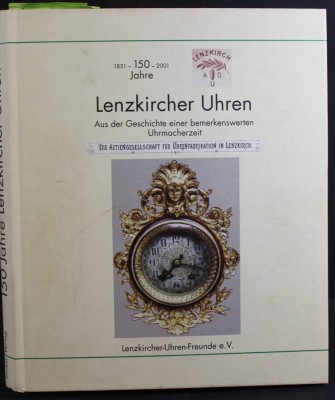 1851 – 150 – 2001
Jahre
LENZKIRCH
A G
U.
Lenzkircher Uhren
Aus der Geschichte einer bemerkenswerten
Uhrmacherzeit
DIE ACTIENGESELLSCHAFT FÜR UHRENFABRIKATION IN LENZKIRCH.
Lenzkircher-Uhren-Freunde e.V.
150 Jahre Lenzkircher Uhren